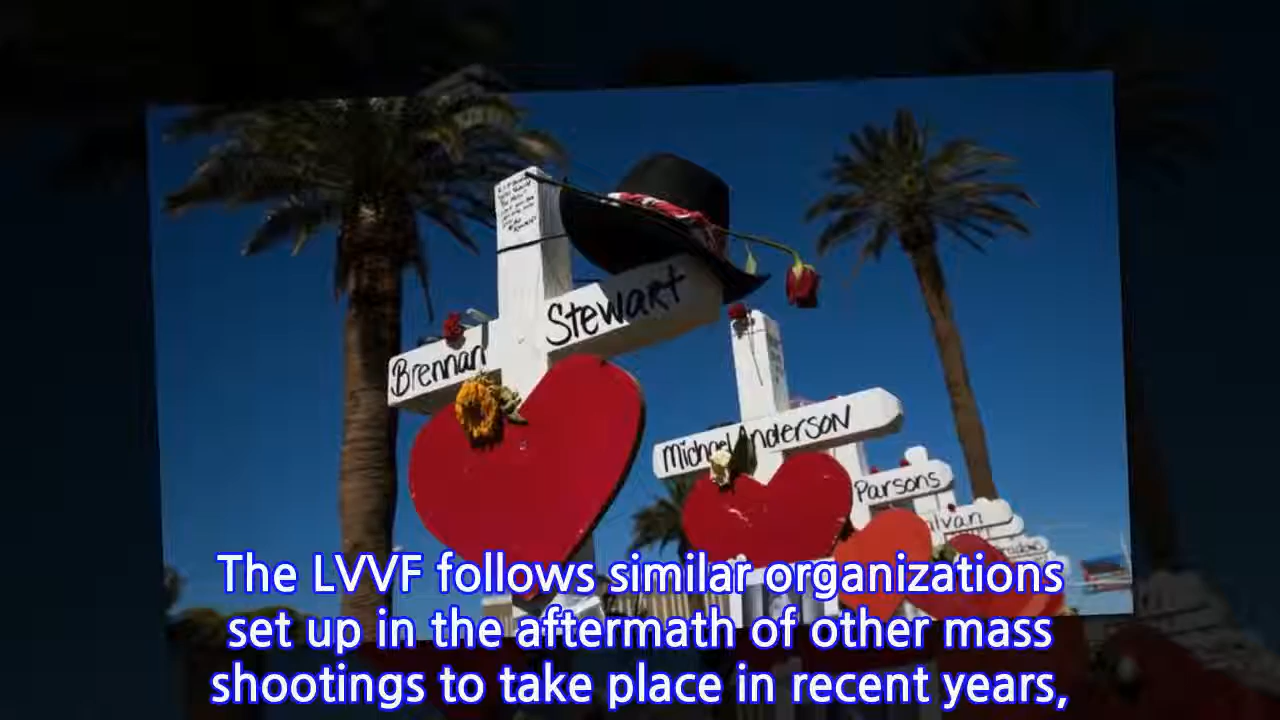 Brennan Stewart
Michael Anderson
Parsons
The LVVF follows similar organizations
set up in the aftermath of other mass
shootings to take place in recent years,